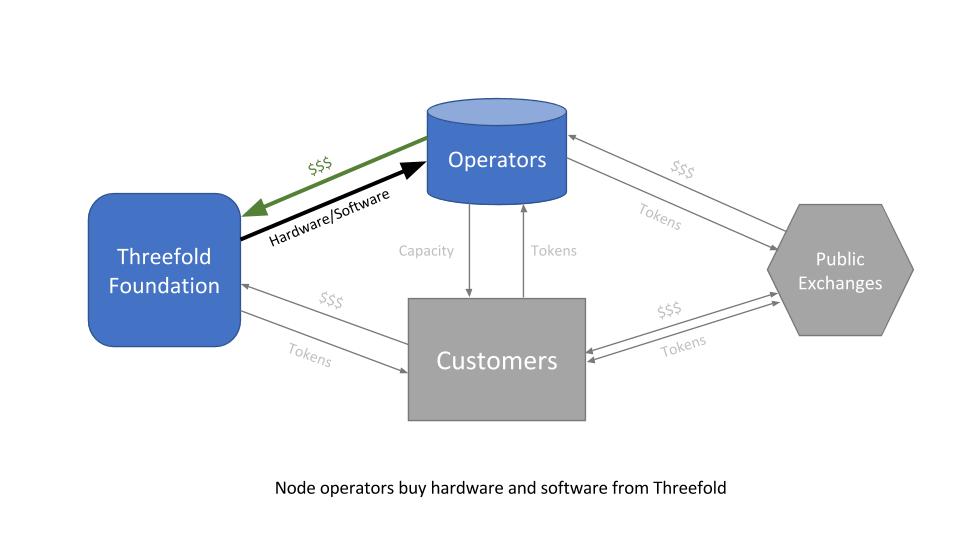 Operators
$$$
Hardware/Software
$$$
Tokens
Threefold
Foundation
Capacity
Tokens
Public
Exchanges
$$$
Tokens
Customers
$$$
Tokens
Node operators buy hardware and software from Threefold